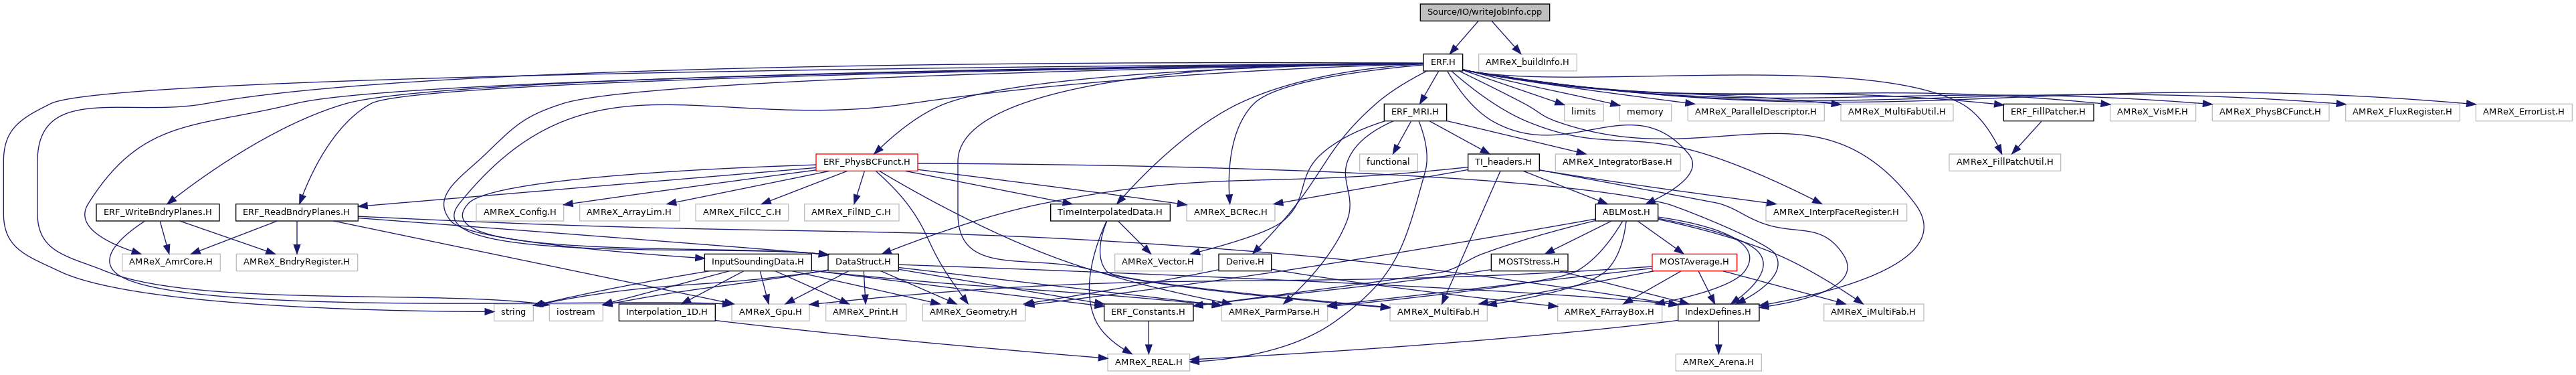 Source/IO/writeJobInfo.cpp
ERF.H
AMReX_buildInfo.H
ERF_MRI.H
limits
memory
AMReX_ParallelDescriptor.H
AMReX_MultiFabUtil.H
ERF_FillPatcher.H
AMReX_VisMF.H
AMReX_PhysBCFunct.H
AMReX_FluxRegister.H
AMReX_ErrorList.H
ERF_PhysBCFunct.H
functional
TI_headers.H
AMReX_IntegratorBase.H
AMReX_FillPatchUtil.H
ERF_WriteBndryPlanes.H
ERF_ReadBndryPlanes.H
AMReX_Config.H
AMReX_ArrayLim.H
AMReX_FilCC_C.H
AMReX_FilND_C.H
TimeInterpolatedData.H
AMReX_BCRec.H
ABLMost.H
AMReX_InterpFaceRegister.H
AMReX_AmrCore.H
AMReX_BndryRegister.H
InputSoundingData.H
DataStruct.H
AMReX_Vector.H
Derive.H
MOSTStress.H
MOSTAverage.H
string
iostream
Interpolation_1D.H
AMReX_Gpu.H
AMReX_Print.H
AMReX_Geometry.H
ERF_Constants.H
AMReX_ParmParse.H
AMReX_MultiFab.H
AMReX_FArrayBox.H
IndexDefines.H
AMReX_iMultiFab.H
AMReX_REAL.H
AMReX_Arena.H